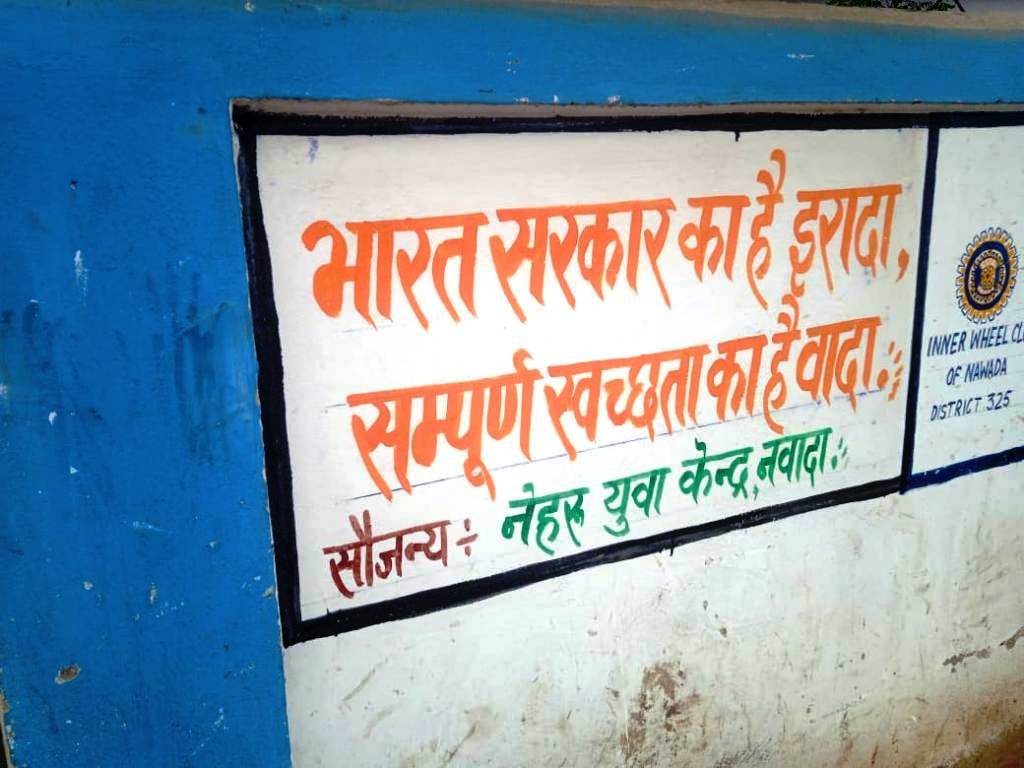 भारत सरकार का है इरादा,
सम्पूर्ण स्वच्छता का है वादा.
सौजन्य ÷ नेहरू युवा केन्द्र, नवादा.
INNER WHEEL CL
OF NAWADA
DISTRICT 325